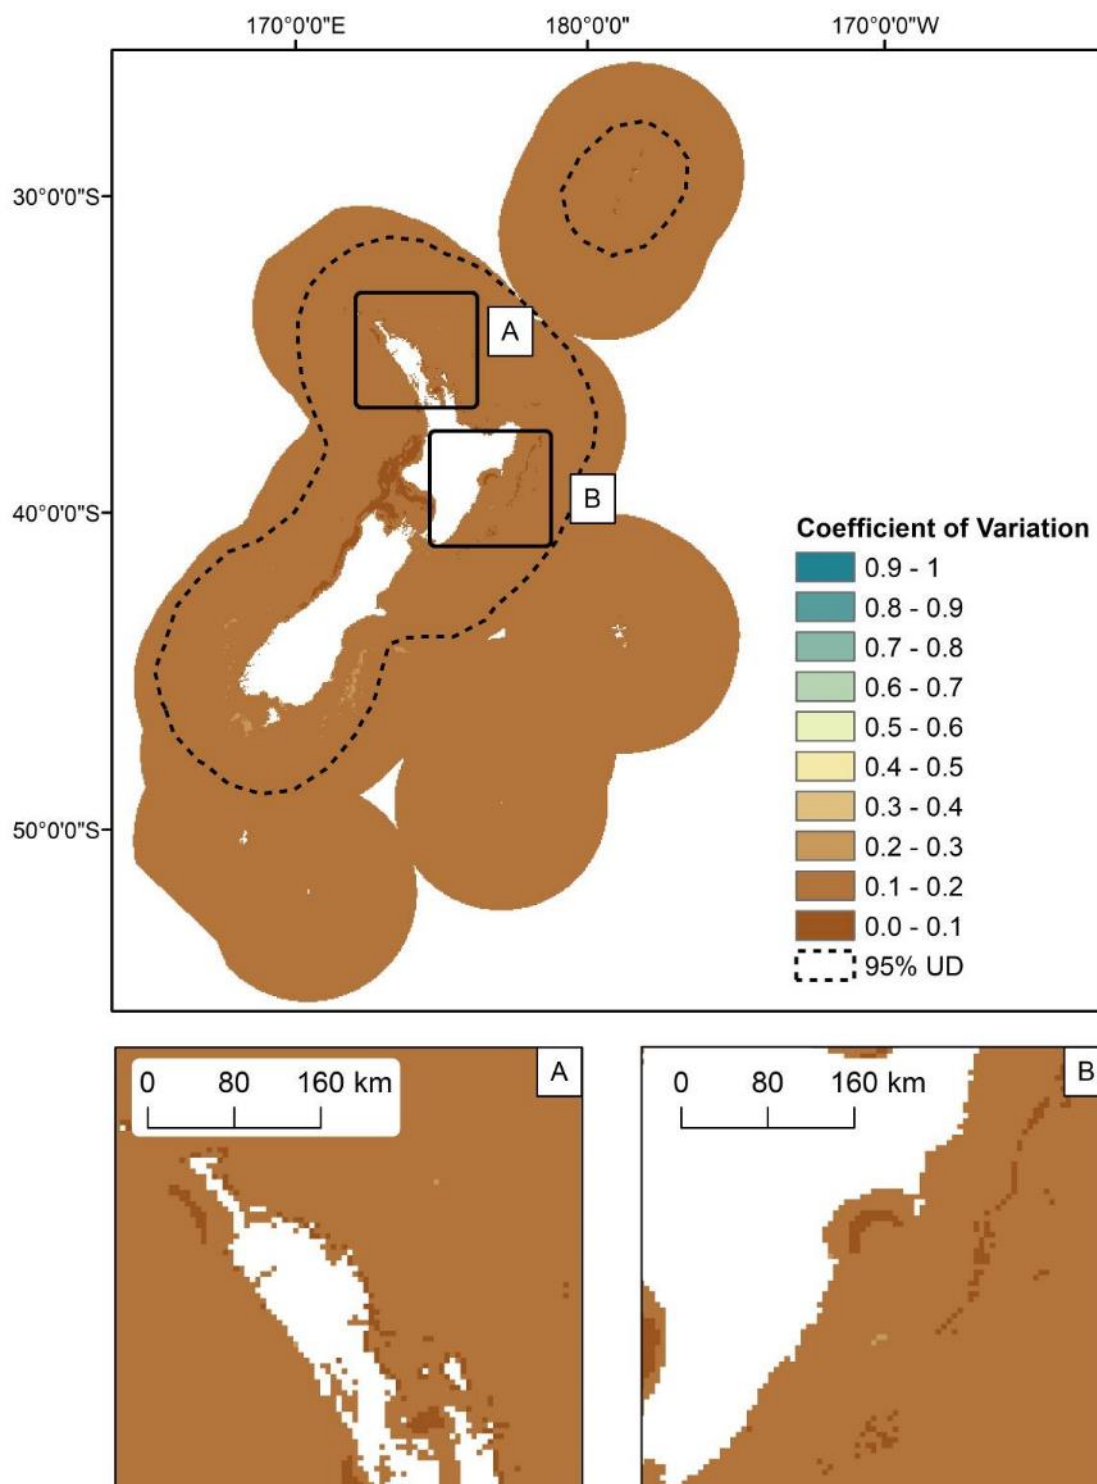 170°0'0"E 180°0'0" 170°0'0"W
30°0'0"S
A
40°0'0"S
B
Coefficient of Variation
0.9 - 1
0.8 - 0.9
0.7 - 0.8
0.6 - 0.7
0.5 - 0.6
0.4 - 0.5
0.3 - 0.4
0.2 - 0.3
50°0'0"S
0.1 - 0.2
0.0 - 0.1
95% UD
0 80 160 km
A
0 80 160 km
B